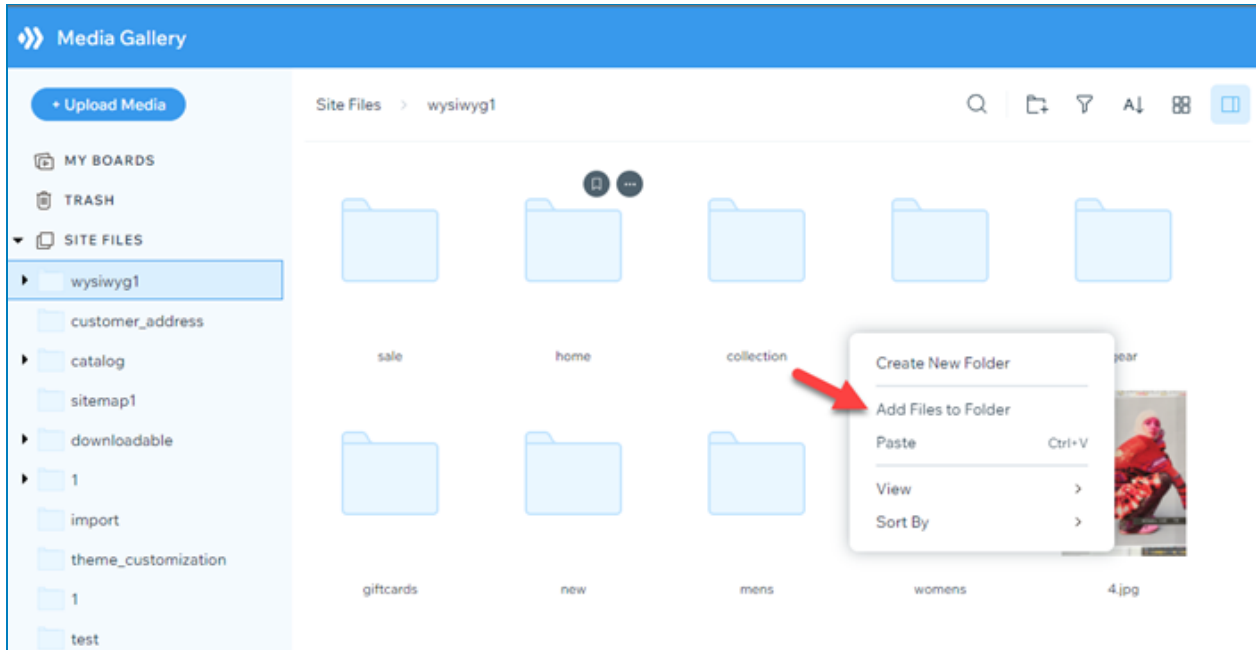 Media Gallery
+ Upload Media
MY BOARDS
TRASH
SITE FILES
wysiwyg1
customer_address
catalog
sitemap1
downloadable
1
import
theme_customization
1
test
Site Files > wysiwyg1
sale
home
collection
gear
Create New Folder
Add Files to Folder
Paste Ctrl+V
View >
Sort By >
giftcards
new
mens
womens
4.jpg